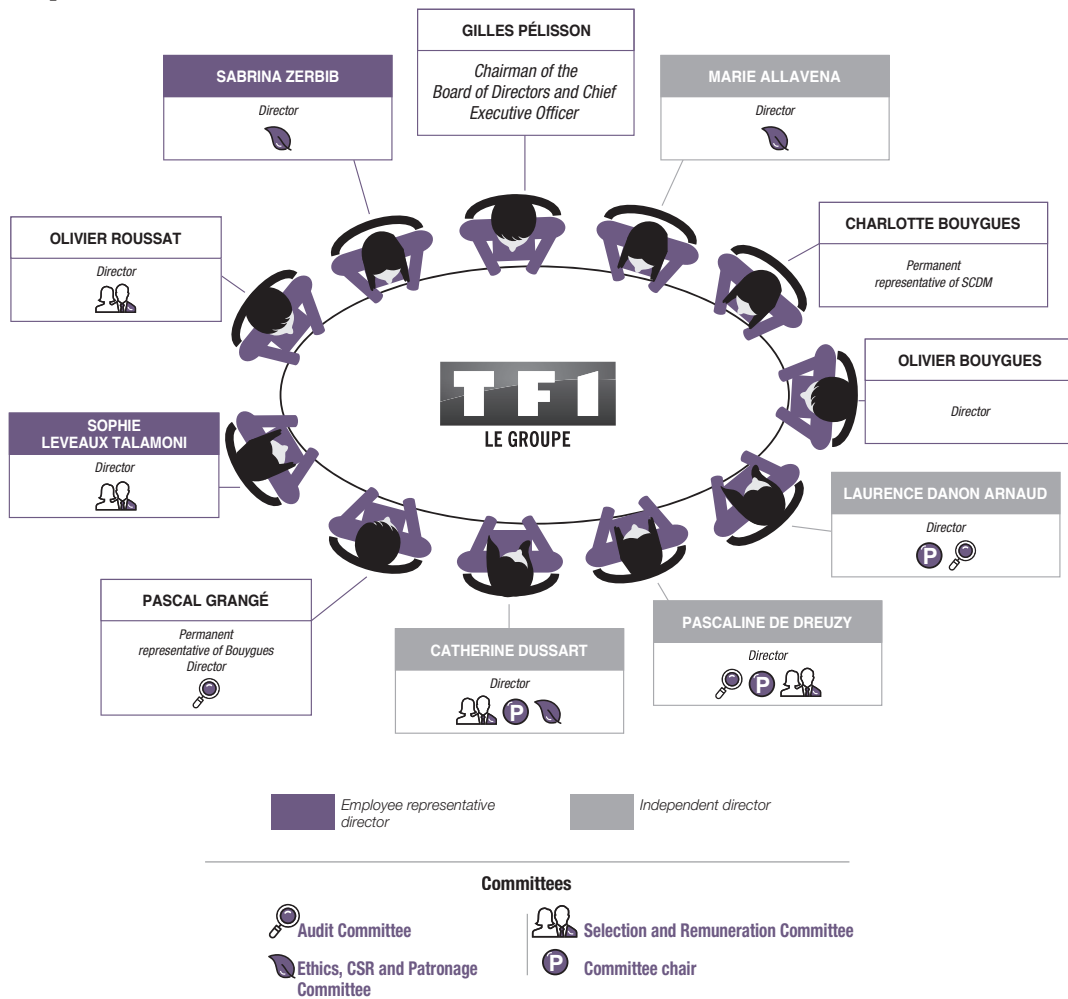 GILLES PÉLISSON
Chairman of the
Board of Directors and Chief
Executive Officer
SABRINA ZERBIB
Director
MARIE ALLAVENA
Director
OLIVIER ROUSSAT
Director
CHARLOTTE BOUYGUES
Permanent
representative of SCDM
OLIVIER BOUYGUES
Director
TF1
LE GROUPE
SOPHIE
LEVEAUX TALAMONI
Director
LAURENCE DANON ARNAUD
Director
P
PASCAL GRANGÉ
Permanent
representative of Bouygues
Director
CATHERINE DUSSART
Director
P
PASCALINE DE DREUZY
Director
P
Employee representative
director
Independent director
Committees
Audit Committee
Selection and Remuneration Committee
Ethics, CSR and Patronage
Committee
P
Committee chair